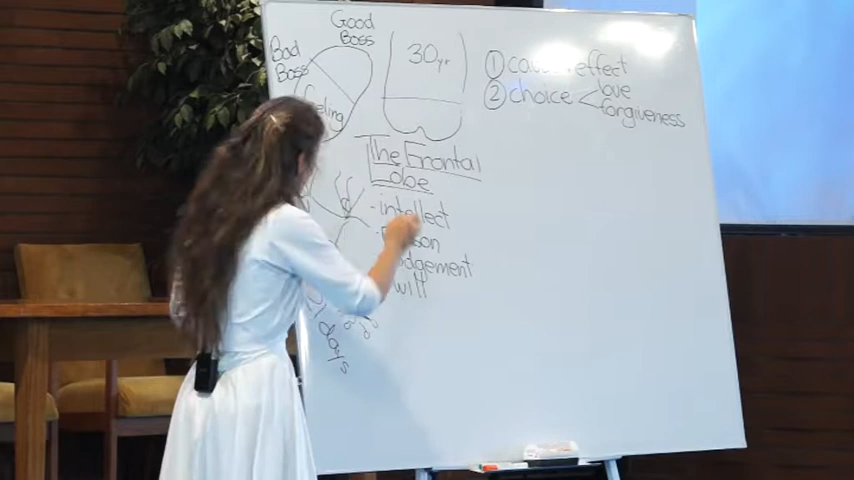 Good
Boss
Bad
Boss
30yr
① cause effect
② choice love
forgiveness
The Frontal
Lobe
· intellect
will
days